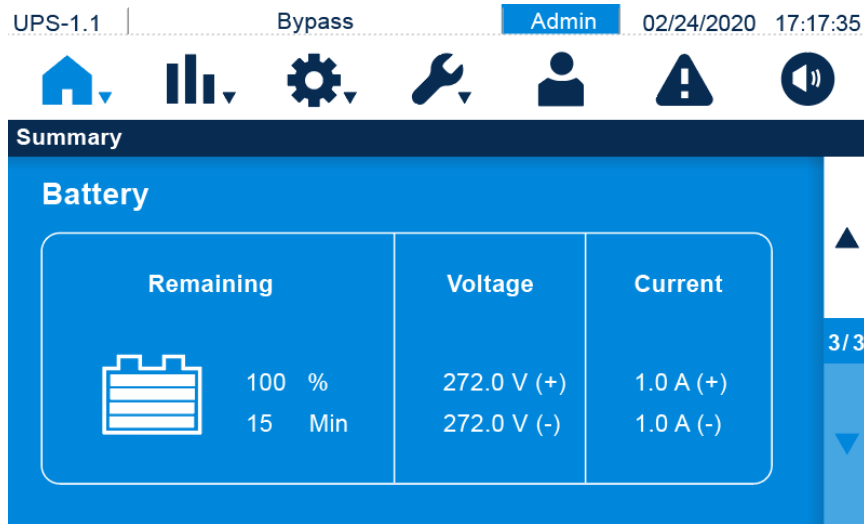 UPS-1.1 Bypass Admin 02/24/2020 17:17:35
Summary
Battery
Remaining Voltage Current
3/3
100 % 272.0 V (+) 1.0 A (+)
15 Min 272.0 V (-) 1.0 A (-)